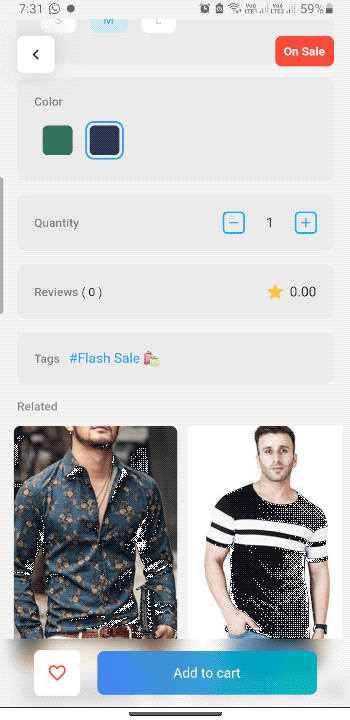 7:31
59%
S M L
On Sale
Color
Quantity
1
Reviews ( 0 )
0.00
Tags #Flash Sale
Related
Add to cart